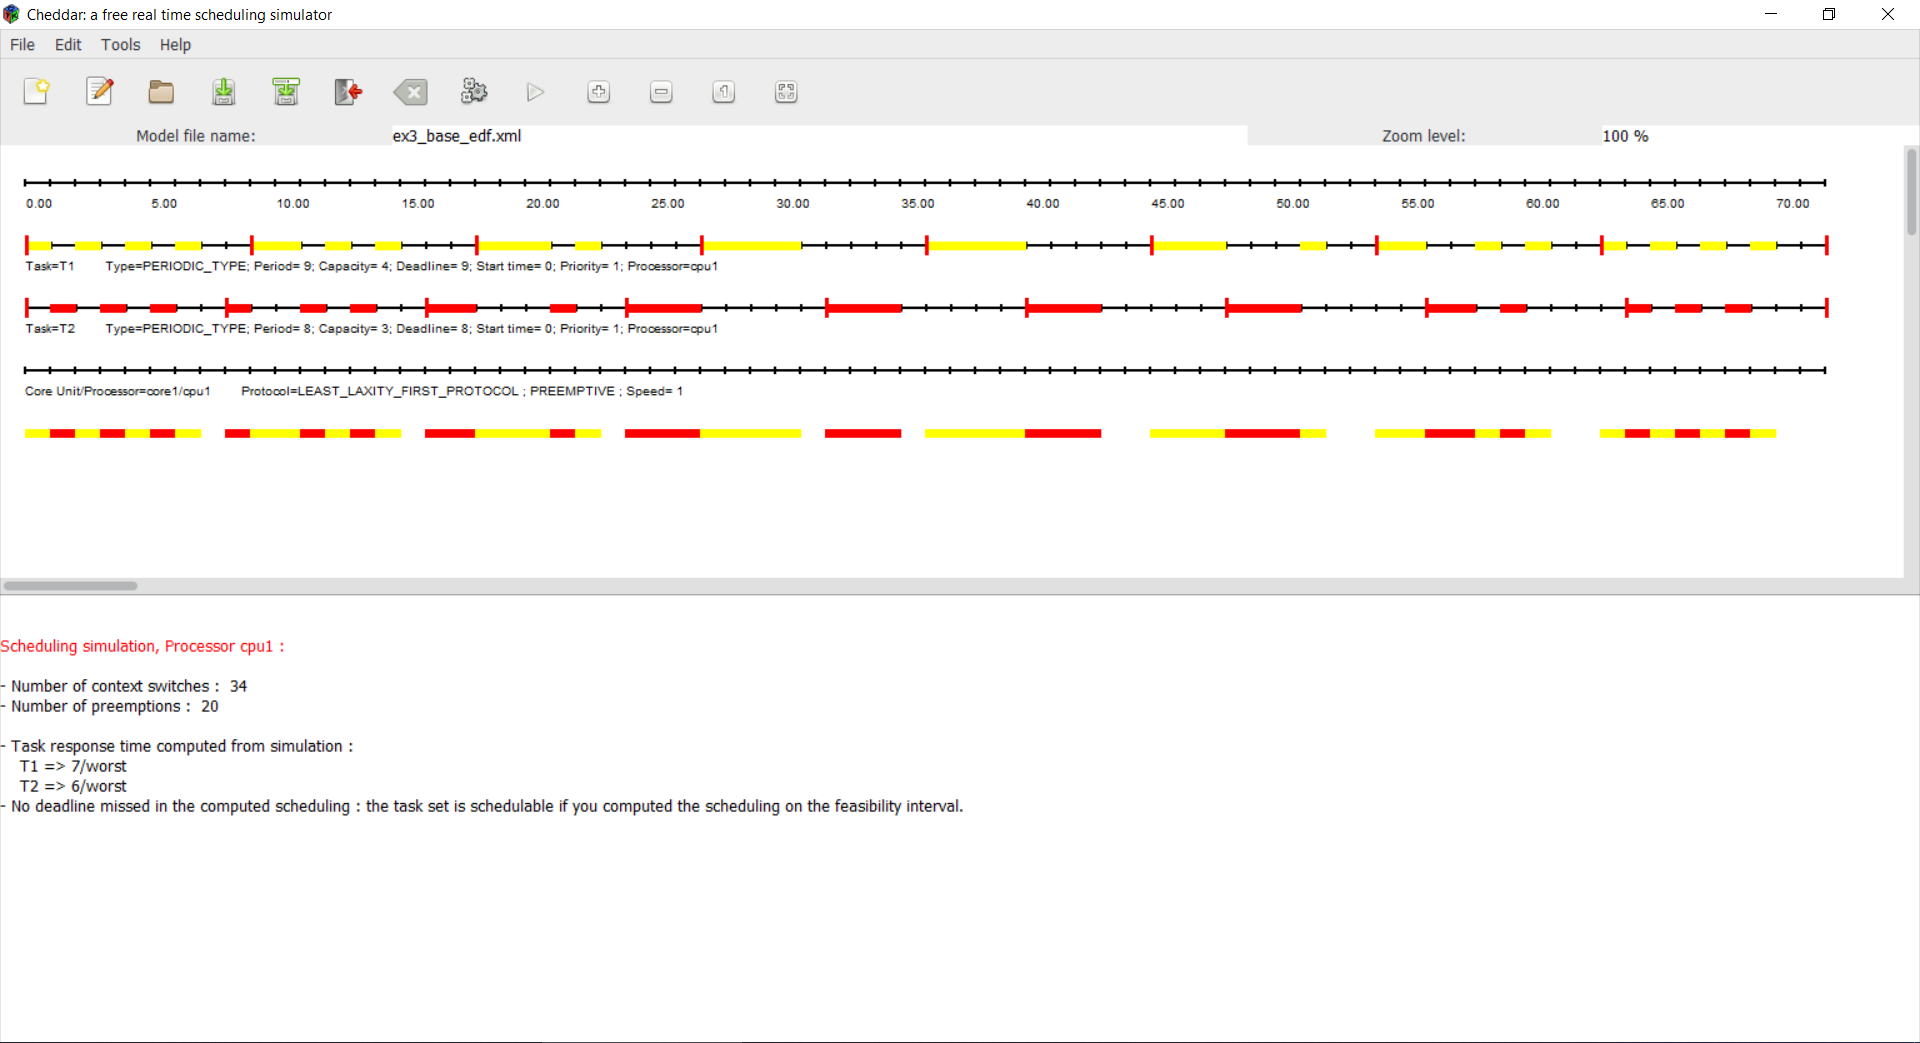 Cheddar: a free real time scheduling simulator
File Edit Tools Help
Model file name: ex3_base_edf.xml Zoom level: 100 %
0.00 5.00 10.00 15.00 20.00 25.00 30.00 35.00 40.00 45.00 50.00 55.00 60.00 65.00 70.00
Task=T1 Type=PERIODIC_TYPE; Period= 9; Capacity= 4; Deadline= 9; Start time= 0; Priority= 1; Processor=cpu1
Task=T2 Type=PERIODIC_TYPE; Period= 8; Capacity= 3; Deadline= 8; Start time= 0; Priority= 1; Processor=cpu1
Core Unit/Processor=core1/cpu1 Protocol=LEAST_LAXITY_FIRST_PROTOCOL ; PREEMPTIVE ; Speed= 1
Scheduling simulation, Processor cpu1 :
- Number of context switches : 34
- Number of preemptions : 20
- Task response time computed from simulation :
T1 => 7/worst
T2 => 6/worst
- No deadline missed in the computed scheduling : the task set is schedulable if you computed the scheduling on the feasibility interval.